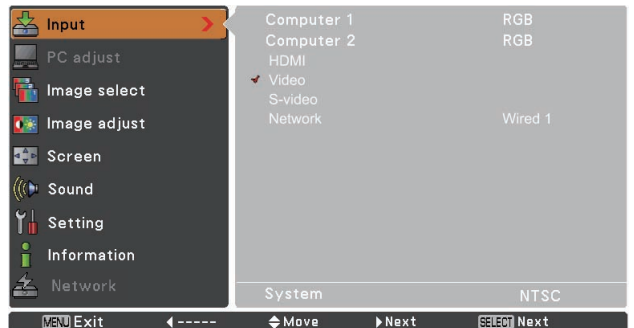 Input
PC adjust
Image select
Image adjust
Screen
Sound
Setting
Information
Network
Computer 1 RGB
Computer 2 RGB
HDMI
Video
S-video
Network Wired 1
System NTSC
MENU Exit ----- Move Next SELECT Next